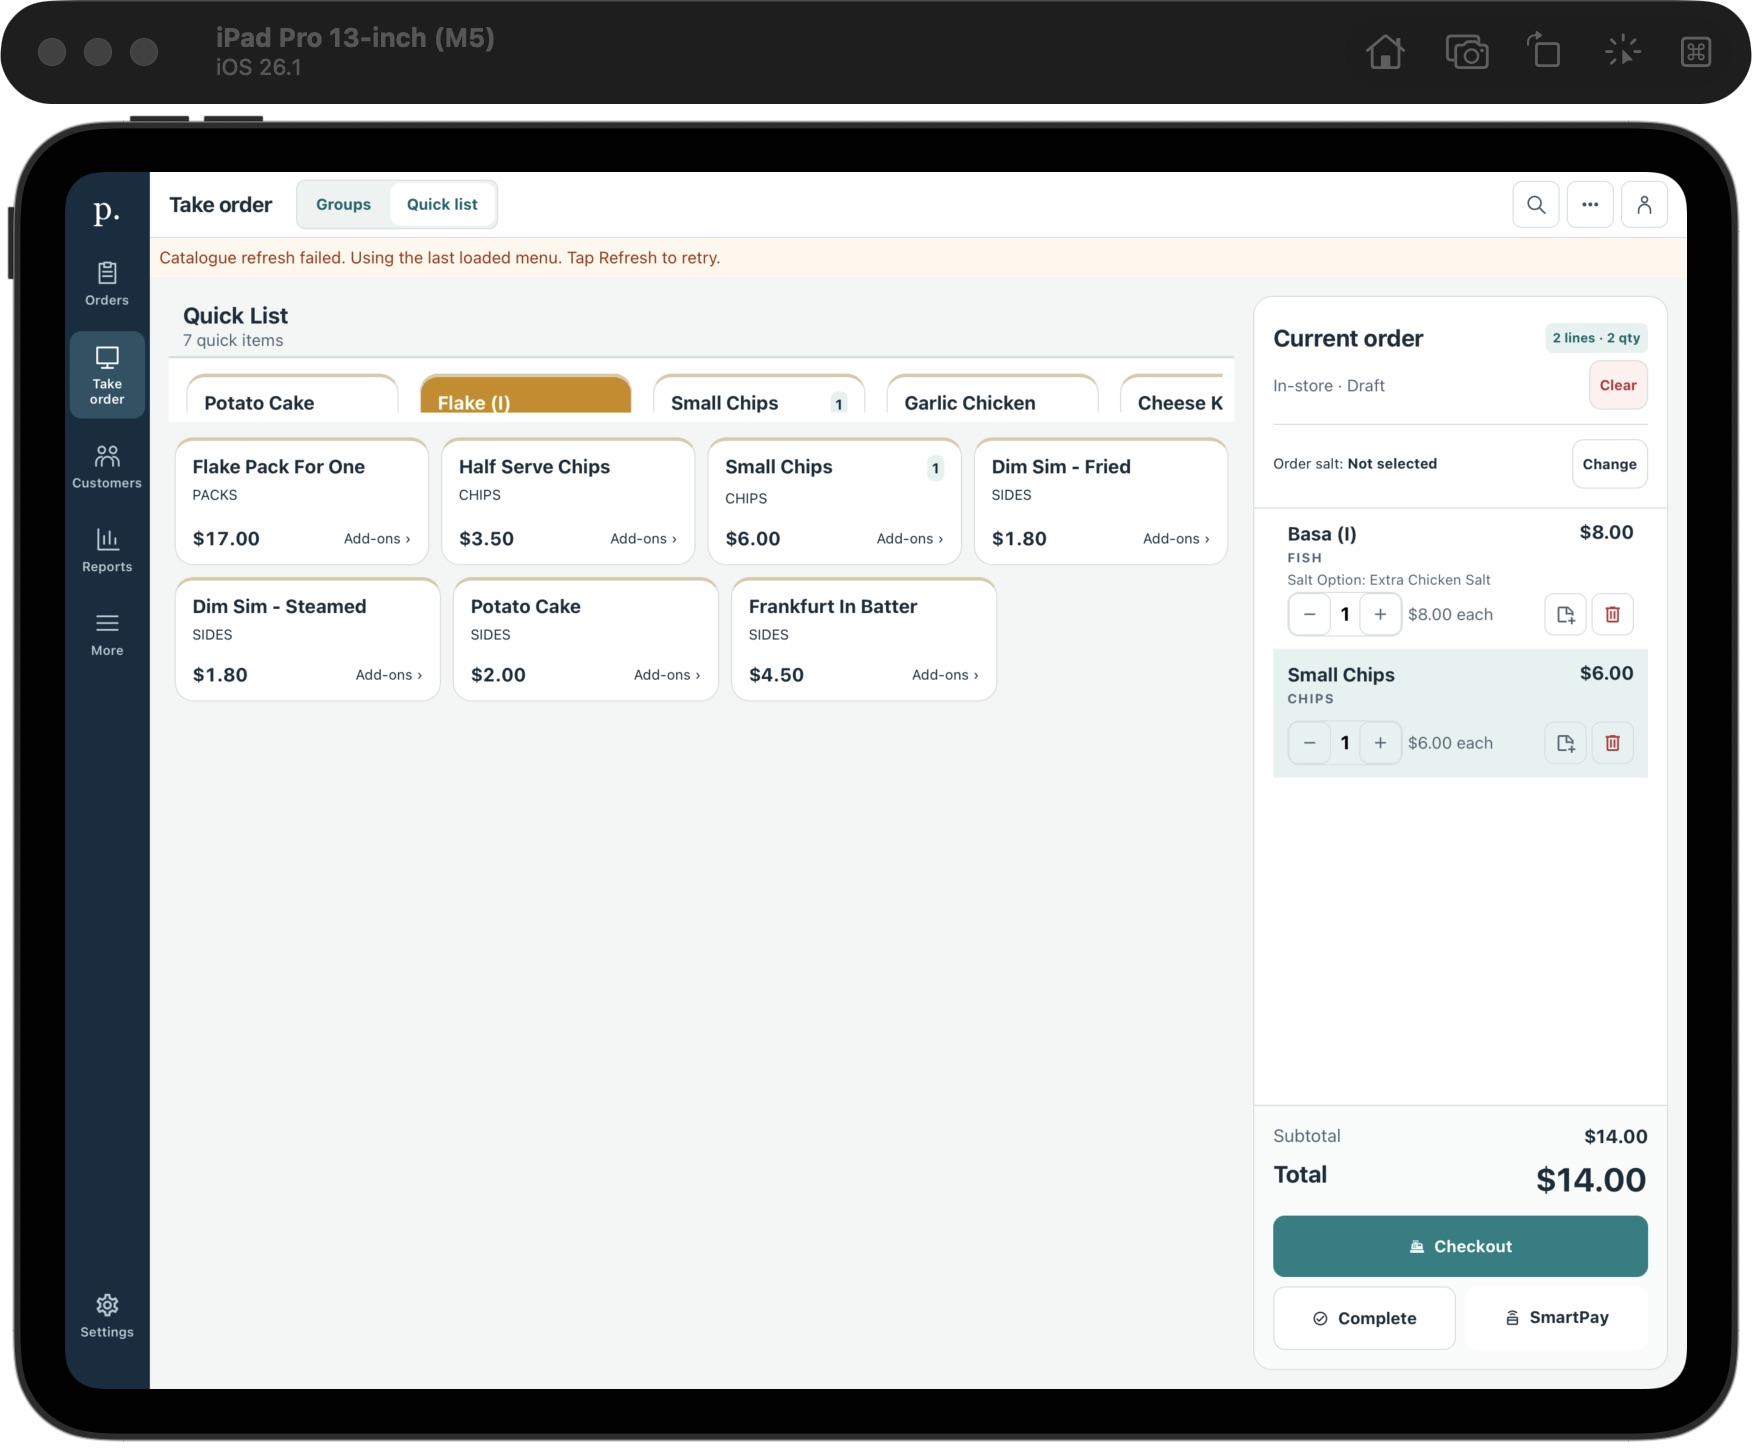 iPad Pro 13-inch (M5)
iOS 26.1
p.
Orders
Take
order
Customers
Reports
More
Settings
Take order
Groups
Quick list
Catalogue refresh failed. Using the last loaded menu. Tap Refresh to retry.
Quick List
7 quick items
Potato Cake
Flake (I)
Small Chips
1
Garlic Chicken
Cheese K
Flake Pack For One
PACKS
$17.00
Add-ons ›
Half Serve Chips
CHIPS
$3.50
Add-ons ›
Small Chips
1
CHIPS
$6.00
Add-ons ›
Dim Sim - Fried
SIDES
$1.80
Add-ons ›
Dim Sim - Steamed
SIDES
$1.80
Add-ons ›
Potato Cake
SIDES
$2.00
Add-ons ›
Frankfurt In Batter
SIDES
$4.50
Add-ons ›
Current order
2 lines · 2 qty
In-store · Draft
Clear
Order salt: Not selected
Change
Basa (I)
$8.00
FISH
Salt Option: Extra Chicken Salt
− 1 + $8.00 each
Small Chips
$6.00
CHIPS
− 1 + $6.00 each
Subtotal
$14.00
Total
$14.00
Checkout
Complete
SmartPay